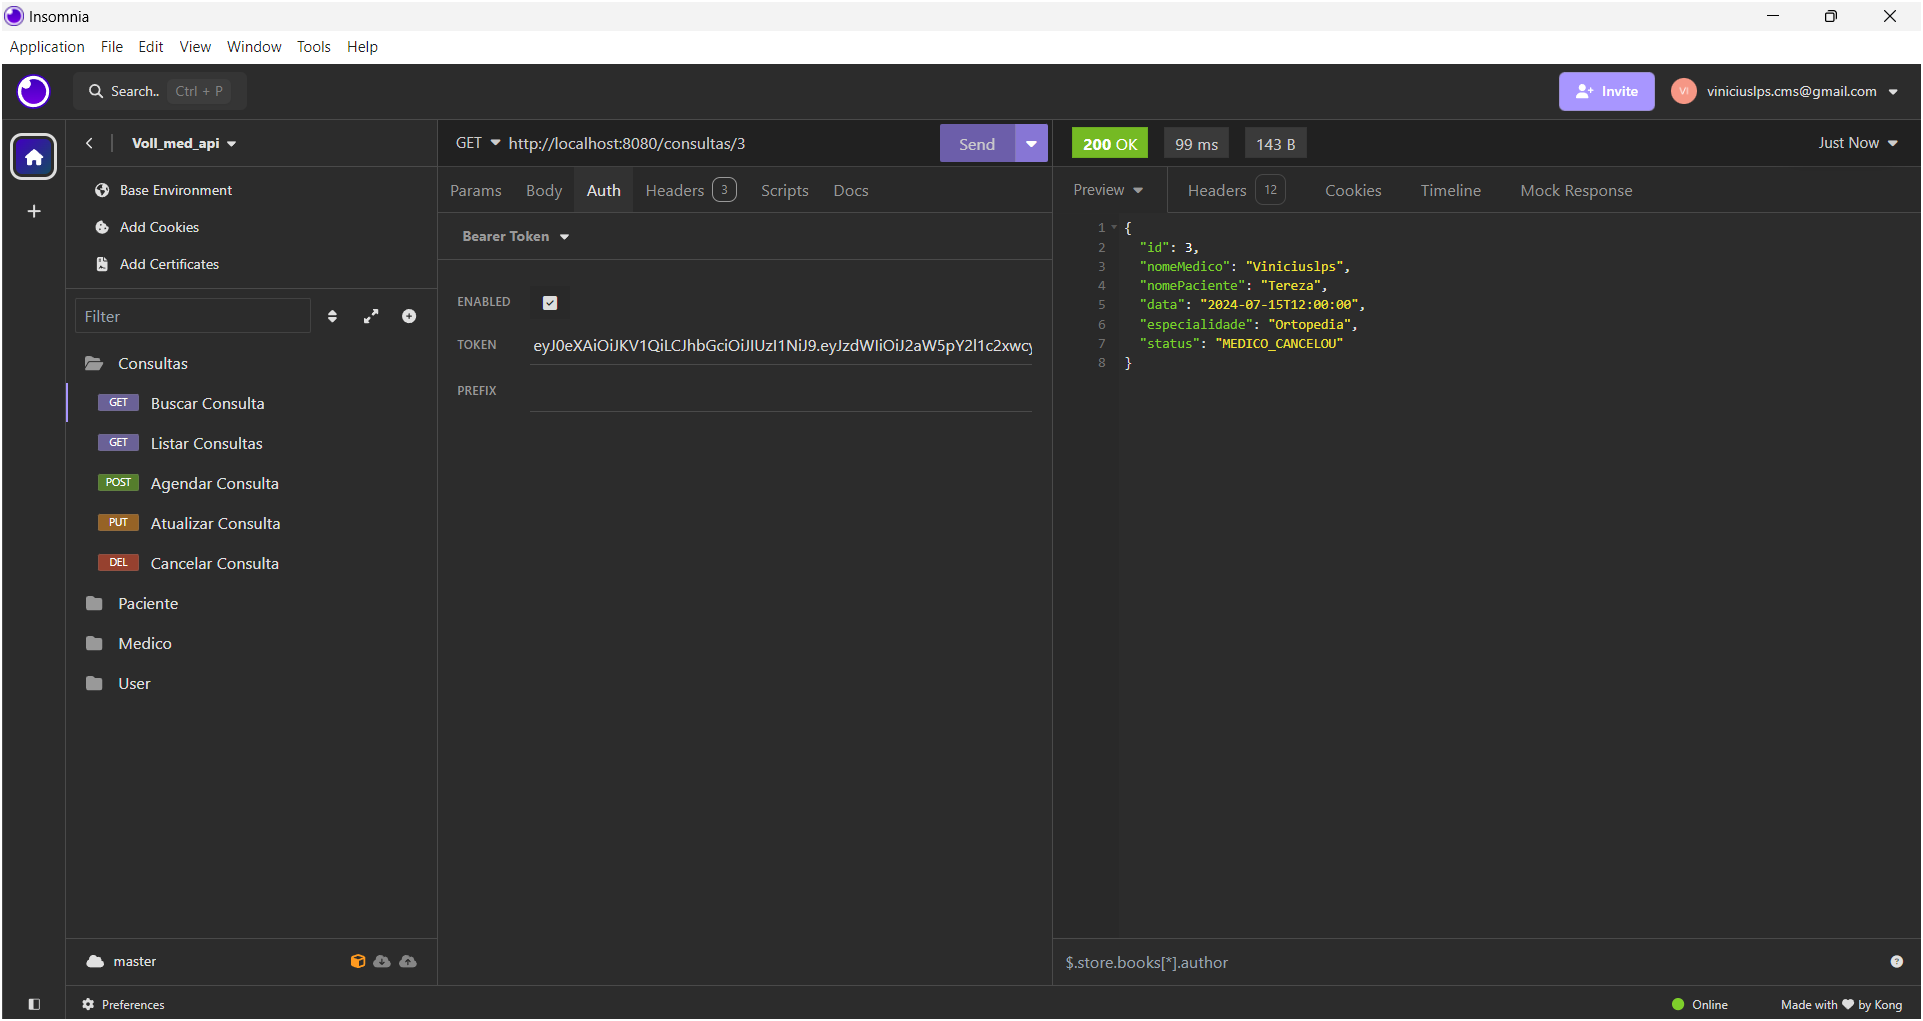 Insomnia
Application File Edit View Window Tools Help
Search.. Ctrl + P
Invite
VI
viniciuslps.cms@gmail.com
Voll_med_api
Base Environment
Add Cookies
Add Certificates
Filter
Consultas
GET Buscar Consulta
GET Listar Consultas
POST Agendar Consulta
PUT Atualizar Consulta
DEL Cancelar Consulta
Paciente
Medico
User
master
Preferences
GET http://localhost:8080/consultas/3
Send
Params Body Auth Headers 3 Scripts Docs
Bearer Token
ENABLED
TOKEN eyJ0eXAiOiJKV1QiLCJhbGciOiJIUzI1NiJ9.eyJzdWIiOiJ2aW5pY2l1c2xwcy
PREFIX
200 OK 99 ms 143 B
Just Now
Preview Headers 12 Cookies Timeline Mock Response
1 {
2 "id": 3,
3 "nomeMedico": "Viniciuslps",
4 "nomePaciente": "Tereza",
5 "data": "2024-07-15T12:00:00",
6 "especialidade": "Ortopedia",
7 "status": "MEDICO_CANCELOU"
8 }
$.store.books[*].author
Online
Made with by Kong